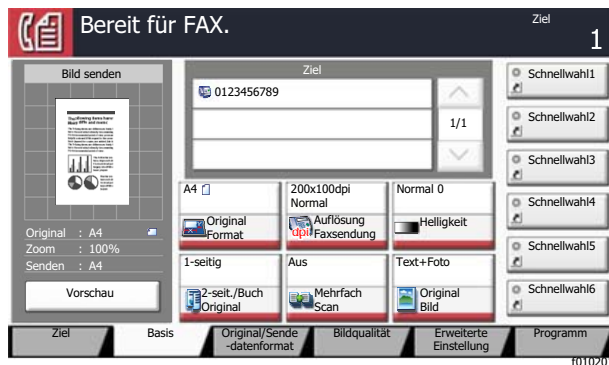 Bereit für FAX.
Ziel
1
Bild senden
Original : A4
Zoom : 100%
Senden : A4
Vorschau
Ziel
0123456789
1/1
A4
Original
Format
200x100dpi
Normal
dpi
Auflösung
Faxsendung
Normal 0
Helligkeit
1-seitig
2-seit./Buch
Original
Aus
Mehrfach
Scan
Text+Foto
Original
Bild
Schnellwahl1
Schnellwahl2
Schnellwahl3
Schnellwahl4
Schnellwahl5
Schnellwahl6
Ziel
Basis
Original/Sende
-datenformat
Bildqualität
Erweiterte
Einstellung
Programm
f01020